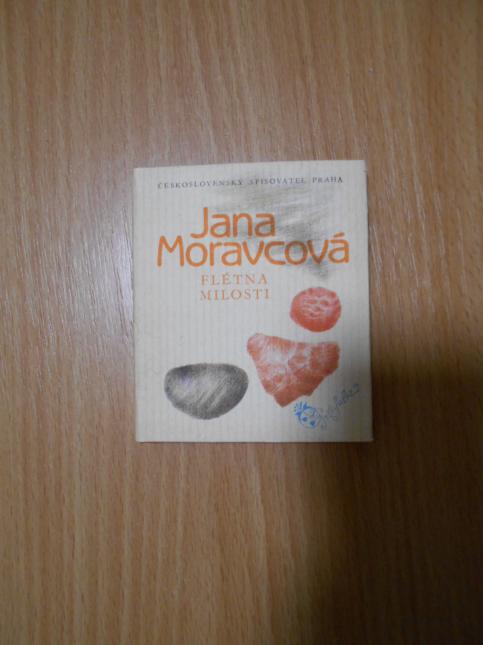 ČESKOSLOVENSKÝ SPISOVATEL PRAHA
Jana
Moravcová
FLÉTNA
MILOSTI